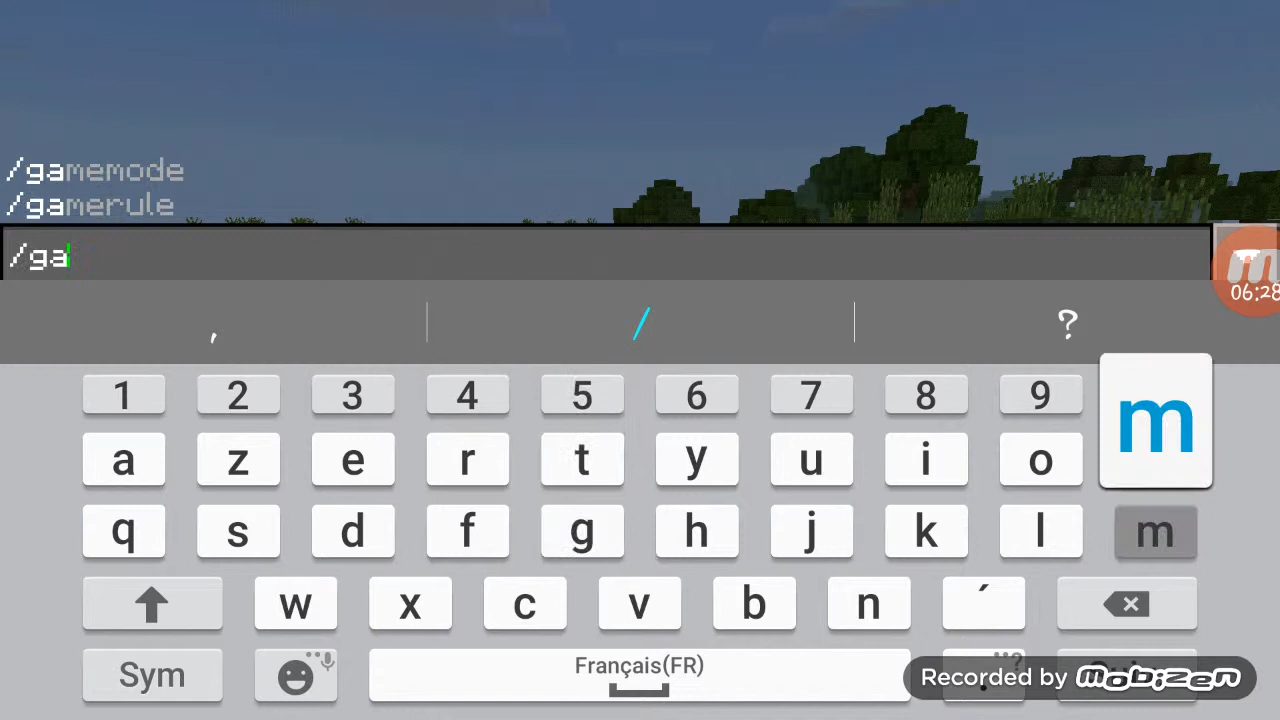 /gamemode
/gamerule
/ga
06:28
, / ?
1 2 3 4 5 6 7 8 9
m
a z e r t y u i o
q s d f g h j k l m
w x c v b n ´
Sym
Français(FR)
Recorded by mobizen